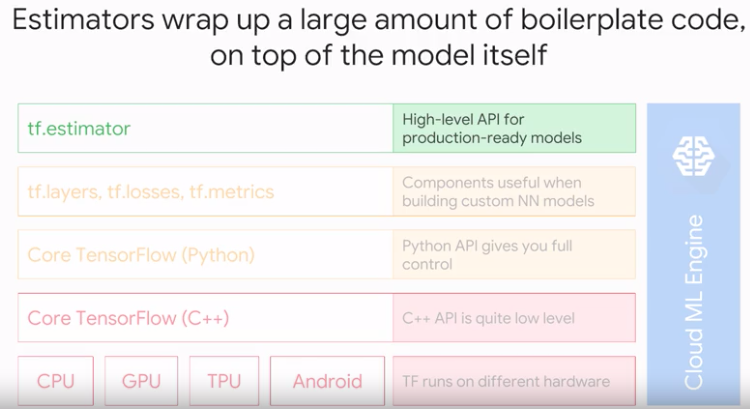 Estimators wrap up a large amount of boilerplate code,
on top of the model itself
tf.estimator
High-level API for
production-ready models
tf.layers, tf.losses, tf.metrics
Components useful when
building custom NN models
Core TensorFlow (Python)
Python API gives you full
control
Core TensorFlow (C++)
C++ API is quite low level
CPU
GPU
TPU
Android
TF runs on different hardware
Cloud ML Engine